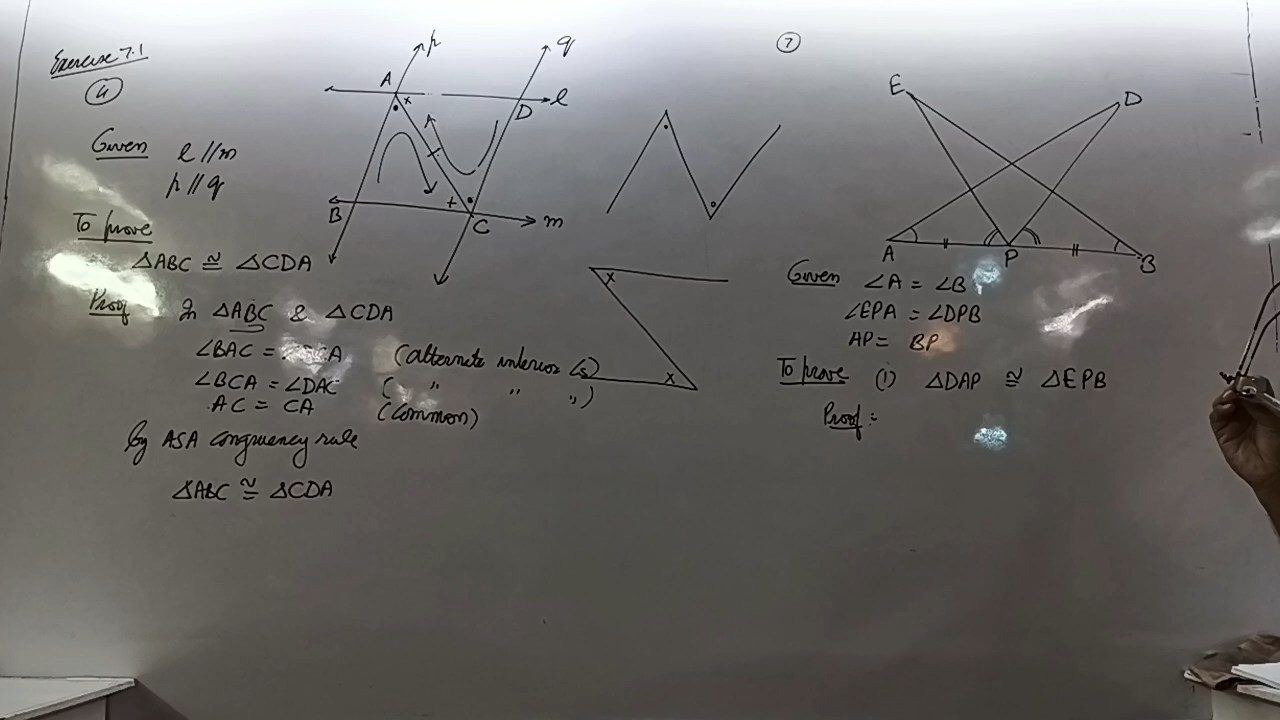 Exercise 7.1
4
Given l // m
p // q
To prove
△ABC ≅ △CDA
Proof In △ABC & △CDA
∠BAC = CA (alternate interior ∠s)
∠BCA = ∠DAC ( " " " )
AC = CA (Common)
by ASA congruency rule
△ABC ≅ △CDA
p
q
A
x
D
l
B
x
C
m
x
x
7
E
D
A
P
B
Given ∠A = ∠B
∠EPA = ∠DPB
AP = BP
To prove (i) △DAP ≅ △EPB
Proof :